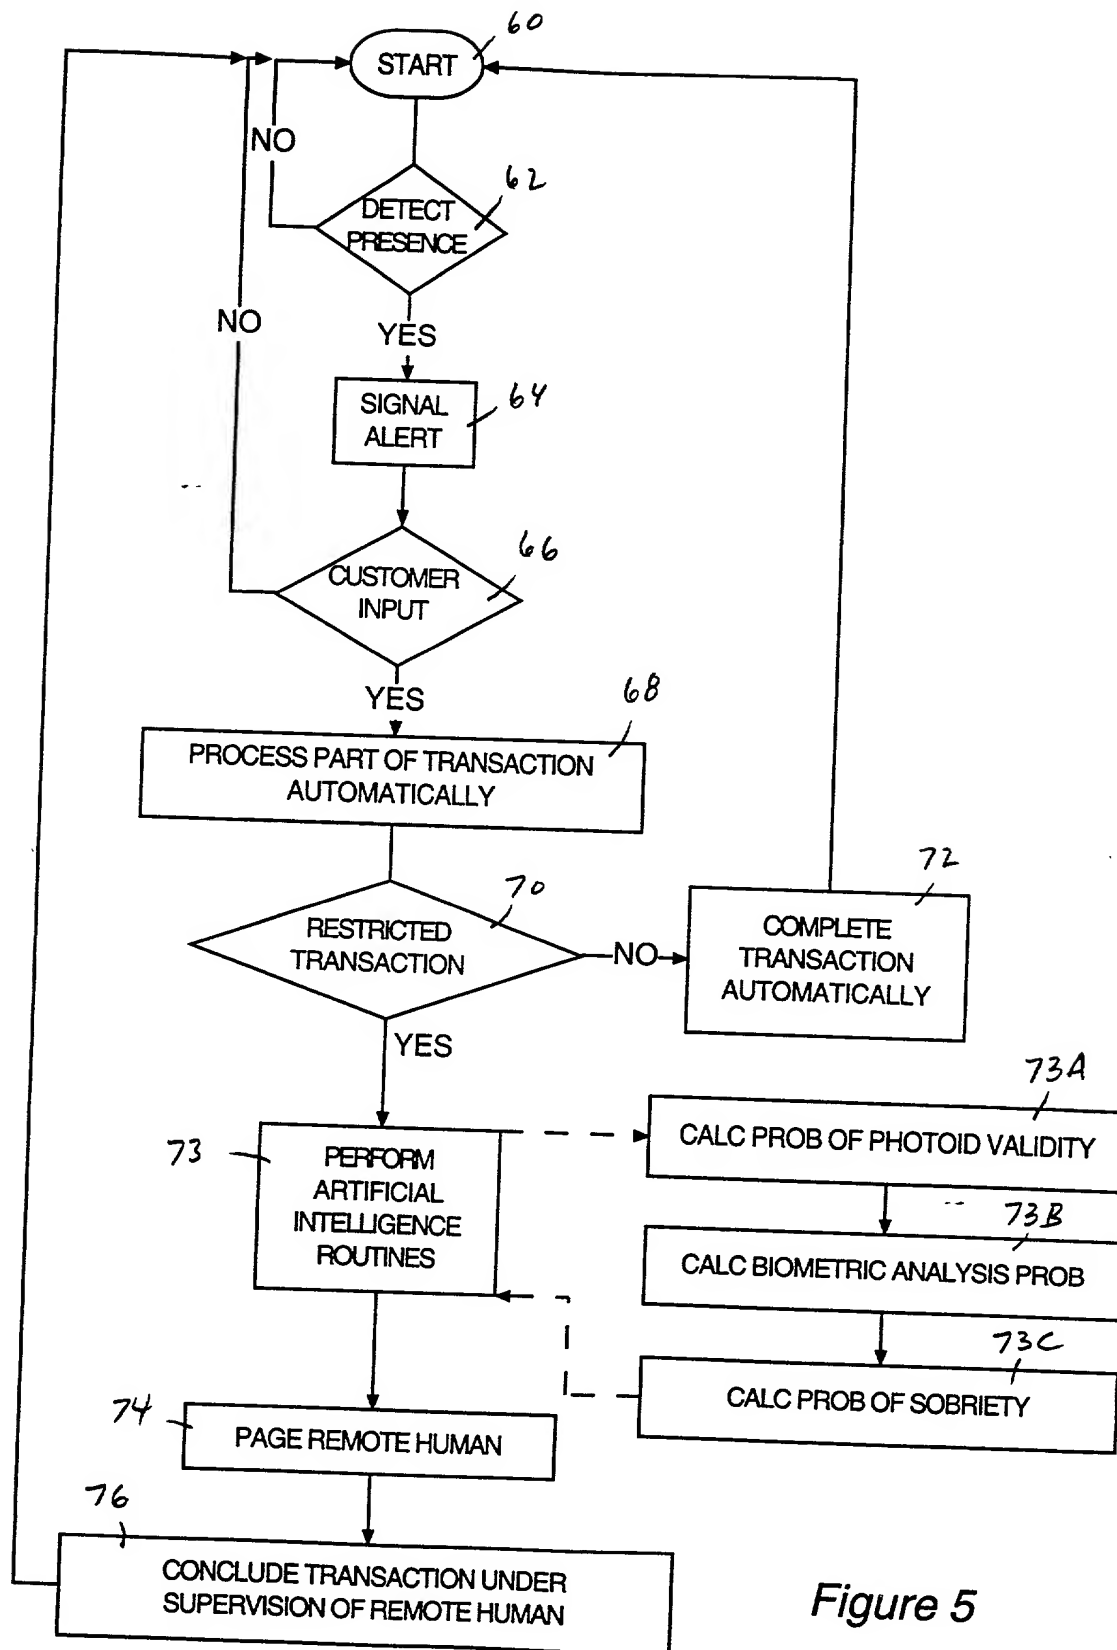 60
START
NO
62
DETECT
PRESENCE
NO
YES
64
SIGNAL
ALERT
66
CUSTOMER
INPUT
YES
68
PROCESS PART OF TRANSACTION
AUTOMATICALLY
70
RESTRICTED
TRANSACTION
NO
72
COMPLETE
TRANSACTION
AUTOMATICALLY
YES
73
PERFORM
ARTIFICIAL
INTELLIGENCE
ROUTINES
73A
CALC PROB OF PHOTOID VALIDITY
73B
CALC BIOMETRIC ANALYSIS PROB
73C
CALC PROB OF SOBRIETY
74
PAGE REMOTE HUMAN
76
CONCLUDE TRANSACTION UNDER
SUPERVISION OF REMOTE HUMAN
Figure 5